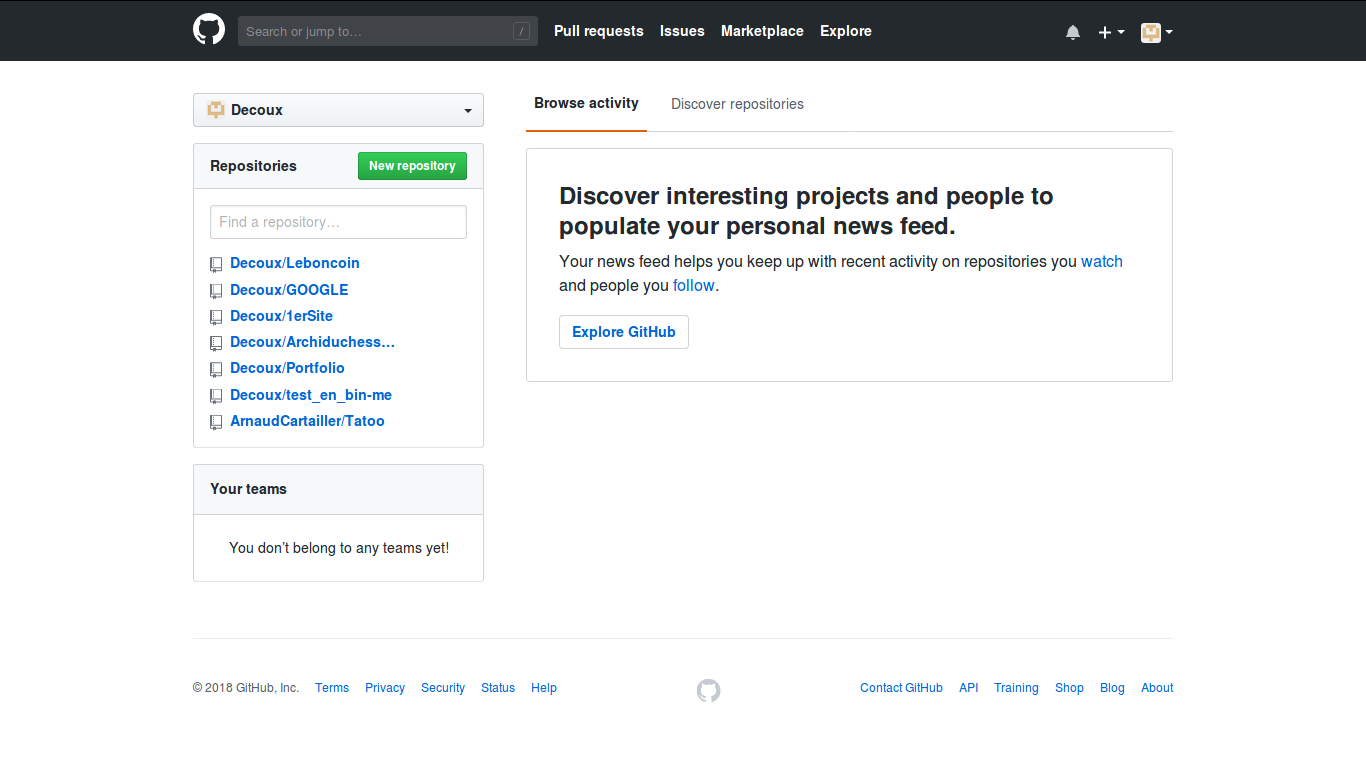 Search or jump to… /
Pull requests Issues Marketplace Explore
Decoux
Repositories New repository
Find a repository…
Decoux/Leboncoin
Decoux/GOOGLE
Decoux/1erSite
Decoux/Archiduchess…
Decoux/Portfolio
Decoux/test_en_bin-me
ArnaudCartailler/Tatoo
Your teams
You don’t belong to any teams yet!
Browse activity Discover repositories
Discover interesting projects and people to
populate your personal news feed.
Your news feed helps you keep up with recent activity on repositories you watch
and people you follow.
Explore GitHub
© 2018 GitHub, Inc. Terms Privacy Security Status Help
Contact GitHub API Training Shop Blog About